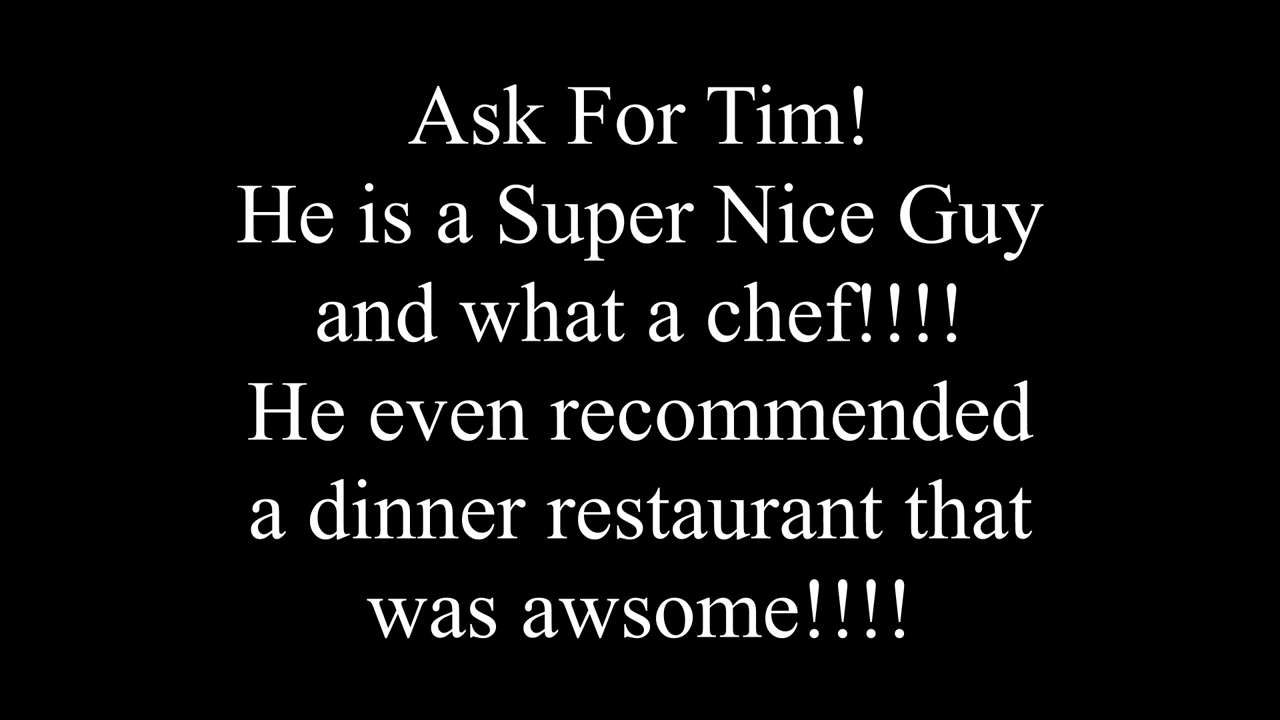 Ask For Tim!
He is a Super Nice Guy
and what a chef!!!!
He even recommended
a dinner restaurant that
was awsome!!!!